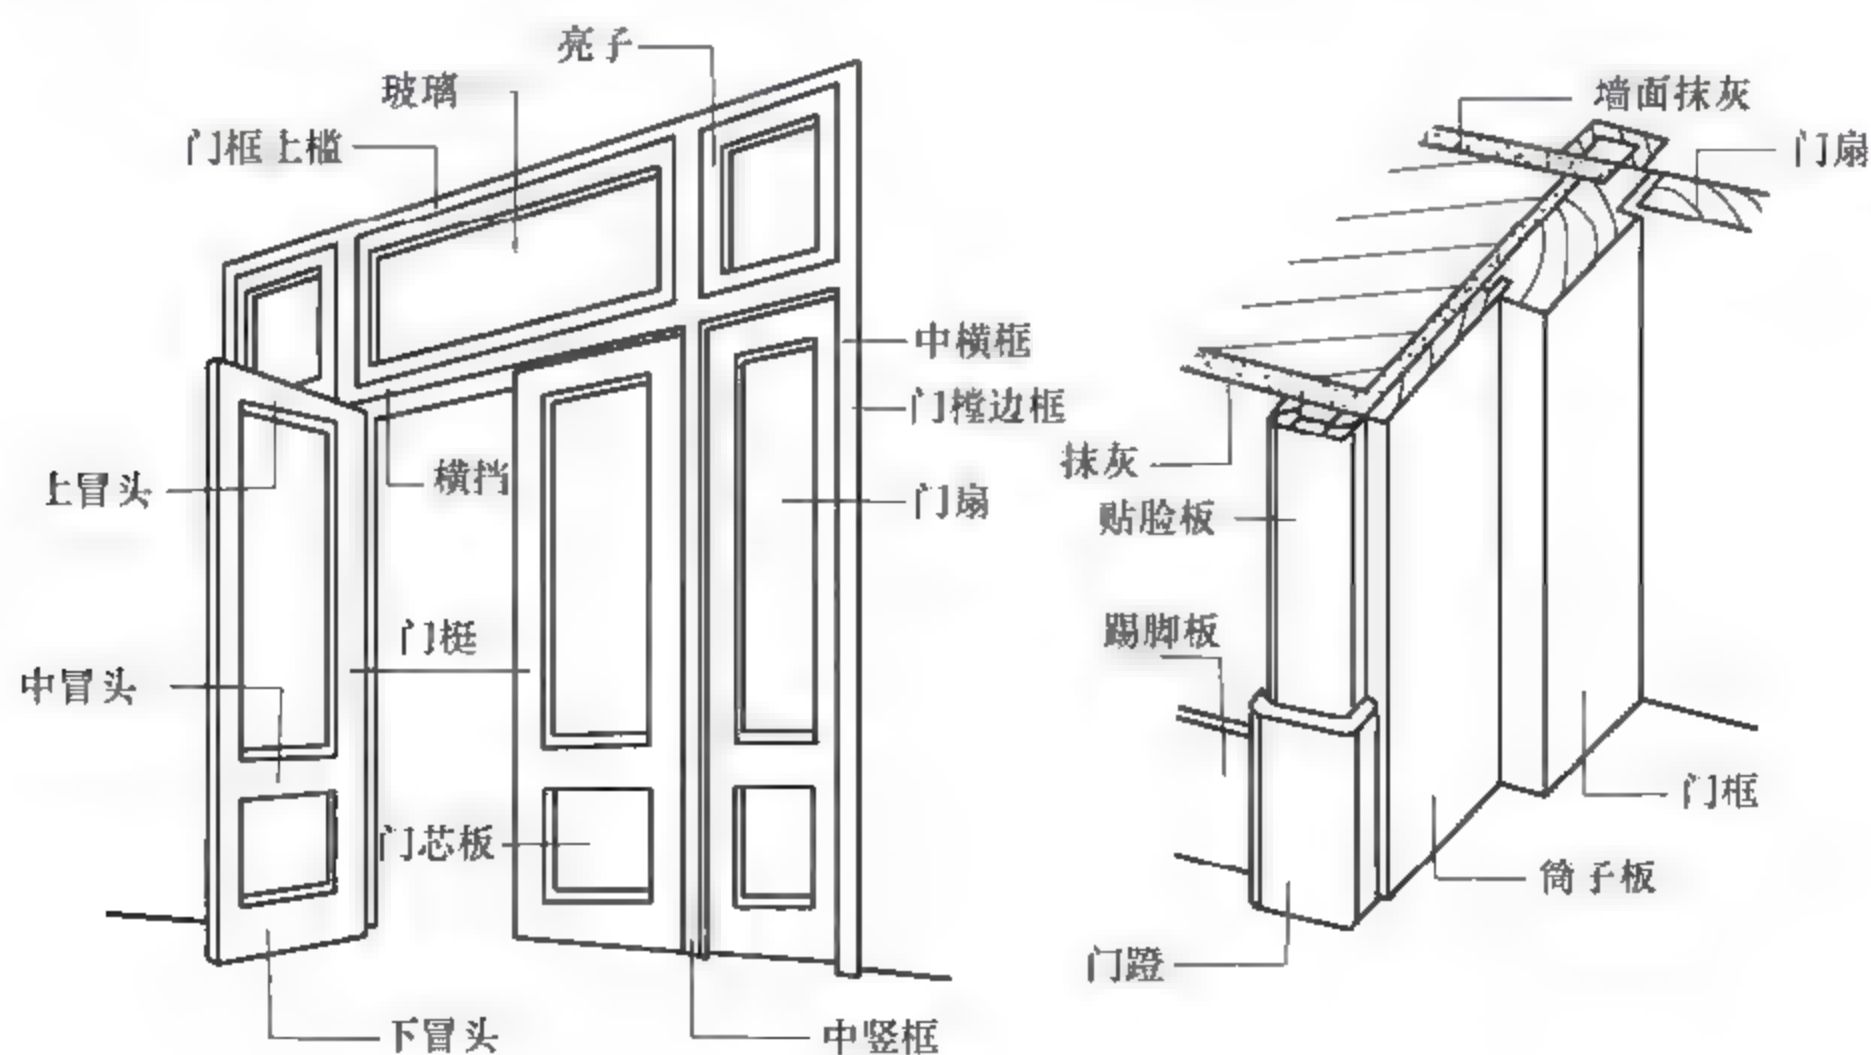 亮子
玻璃
门框上槛
中横框
门樘边框
横挡
上冒头
门扇
门梃
中冒头
门芯板
下冒头
中竖框
墙面抹灰
门扇
抹灰
贴脸板
踢脚板
门框
筒子板
门蹬